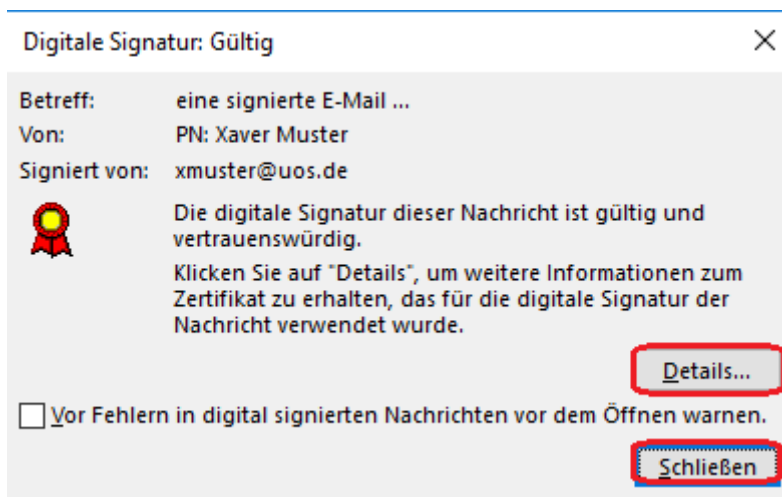 Digitale Signatur: Gültig
Betreff: eine signierte E-Mail ...
Von: PN: Xaver Muster
Signiert von: xmuster@uos.de
Die digitale Signatur dieser Nachricht ist gültig und
vertrauenswürdig.
Klicken Sie auf "Details", um weitere Informationen zum
Zertifikat zu erhalten, das für die digitale Signatur der
Nachricht verwendet wurde.
Details...
Vor Fehlern in digital signierten Nachrichten vor dem Öffnen warnen.
Schließen